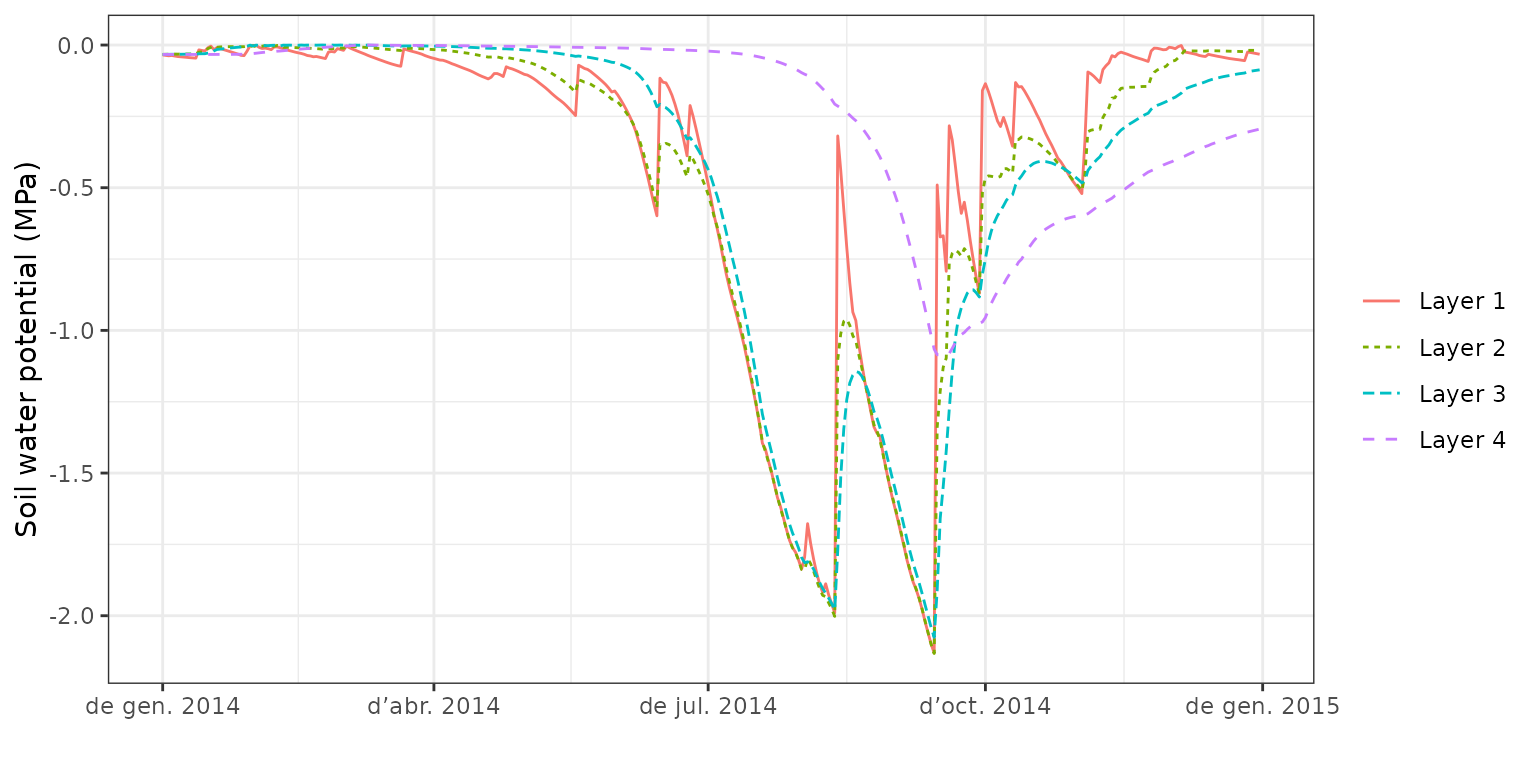 Soil water potential (MPa)
0.0
-0.5
-1.0
-1.5
-2.0
de gen. 2014
d’abr. 2014
de jul. 2014
d’oct. 2014
de gen. 2015
Layer 1
Layer 2
Layer 3
Layer 4